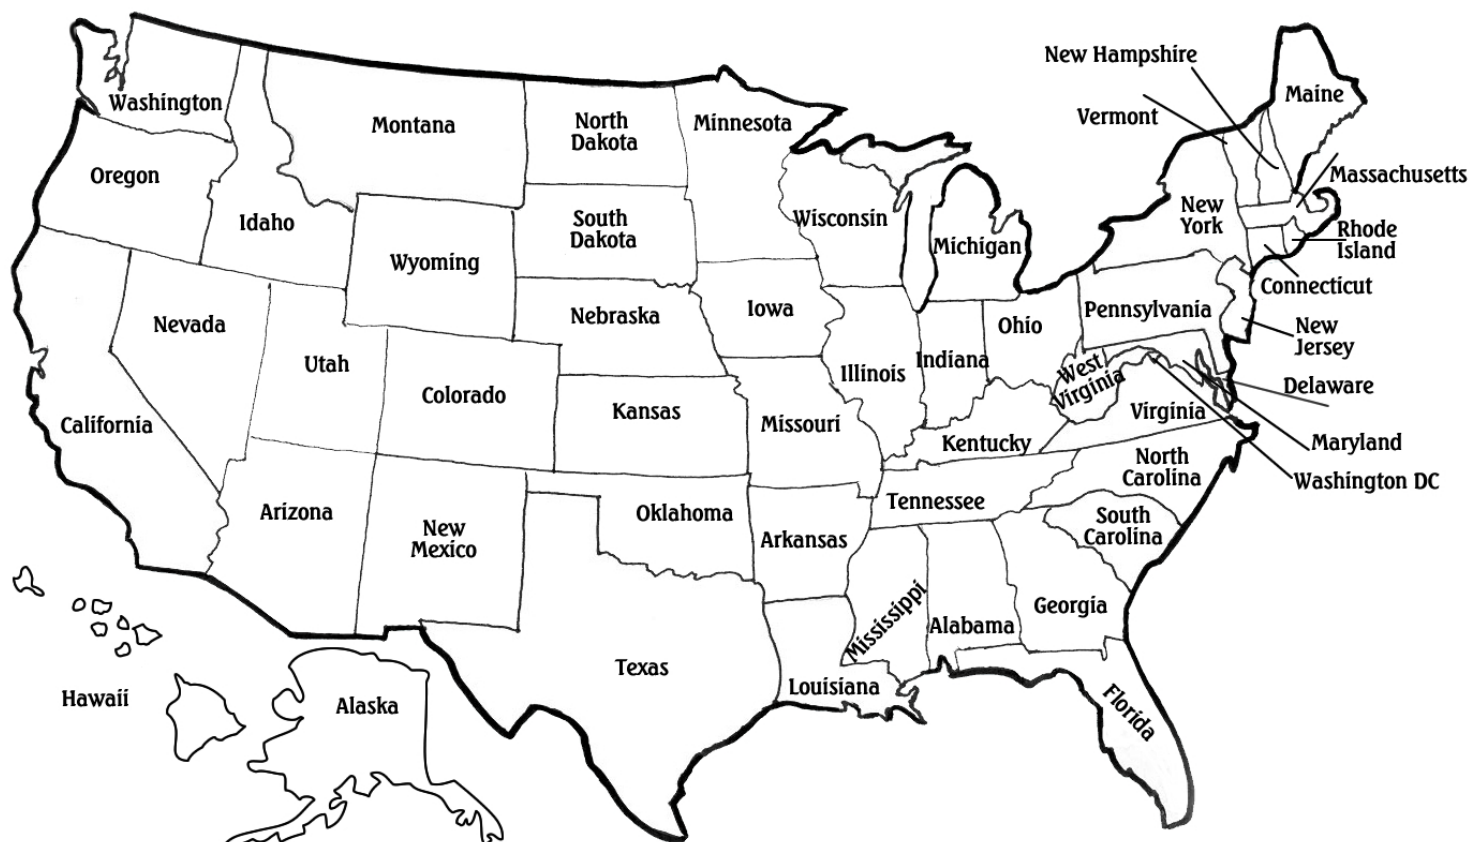 New Hampshire
Maine
Washington
Montana
North
Dakota
Minnesota
Vermont
Oregon
Massachusetts
Idaho
South
Dakota
Wisconsin
Michigan
New
York
Rhode
Island
Wyoming
Connecticut
Nevada
Nebraska
Iowa
Ohio
Pennsylvania
New
Jersey
Utah
Colorado
Illinois
Indiana
West
Virginia
Delaware
California
Kansas
Missouri
Kentucky
Virginia
Maryland
North
Carolina
Washington DC
Arizona
New
Mexico
Oklahoma
Arkansas
Tennessee
South
Carolina
Mississippi
Alabama
Georgia
Texas
Louisiana
Florida
Hawaii
Alaska